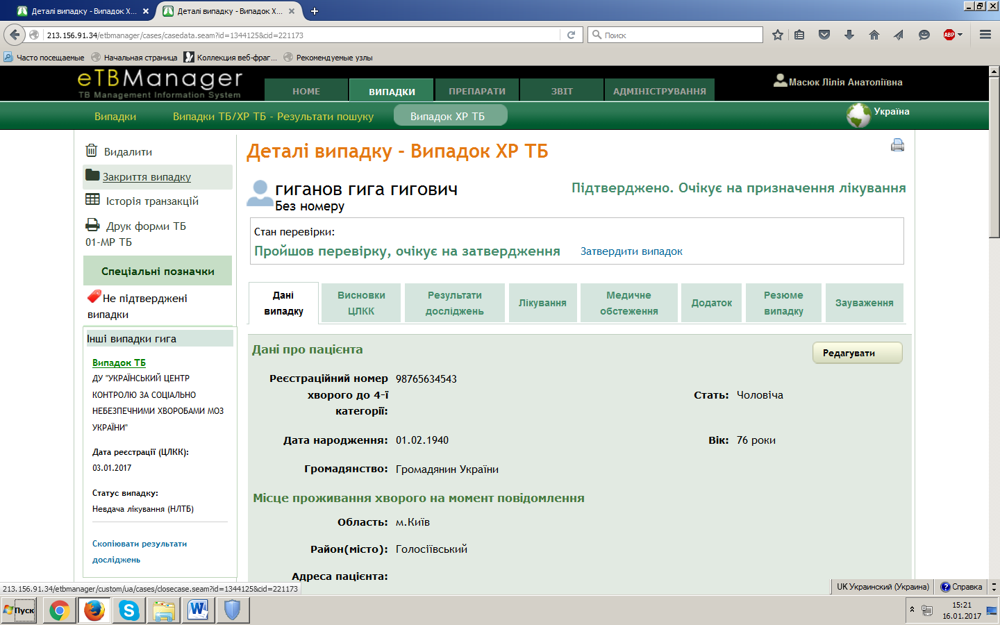 Деталі випадку - Випадок Х...
Деталі випадку - Випадок Х...
213.156.91.34/etbmanager/cases/casedata.seam?id=1344125&cid=221173
Поиск
ABP
Часто посещаемые
Начальная страница
Коллекция веб-фраг...
Рекомендуемые узлы
eTBManager
TB Management Information System
HOME
ВИПАДКИ
ПРЕПАРАТИ
ЗВІТ
АДМІНІСТРУВАННЯ
Масюк Лілія Анатоліївна
Випадки
Випадки ТБ/ХР ТБ - Результати пошуку
Випадок ХР ТБ
Україна
Видалити
Закриття випадку
Історія транзакцій
Друк форми ТБ
01-МР ТБ
Спеціальні позначки
Не підтверджені
випадки
Інші випадки гига
Випадок ТБ
ДУ "УКРАЇНСЬКИЙ ЦЕНТР
КОНТРОЛЮ ЗА СОЦІАЛЬНО
НЕБЕЗПЕЧНИМИ ХВОРОБАМИ МОЗ
УКРАЇНИ"
Дата реєстрації (ЦЛКК):
03.01.2017
Статус випадку:
Невдача лікування (НЛТБ)
Скопіювати результати
досліджень
Деталі випадку - Випадок ХР ТБ
гиганов гига гигович
Без номеру
Підтверджено. Очікує на призначення лікування
Стан перевірки:
Пройшов перевірку, очікує на затвердження
Затвердити випадок
Дані
випадку
Висновки
ЦЛКК
Результати
досліджень
Лікування
Медичне
обстеження
Додаток
Резюме
випадку
Зауваження
Дані про пацієнта
Редагувати
Реєстраційний номер
хворого до 4-ї
категорії:
98765634543
Стать:
Чоловіча
Дата народження:
01.02.1940
Вік:
76 роки
Громадянство:
Громадянин України
Місце проживання хворого на момент повідомлення
Область:
м.Київ
Район(місто):
Голосіївський
Адреса пацієнта:
213.156.91.34/etbmanager/custom/ua/cases/closecase.seam?id=1344125&cid=221173
UK Украинский (Украина)
Справка
Пуск
15:21
16.01.2017